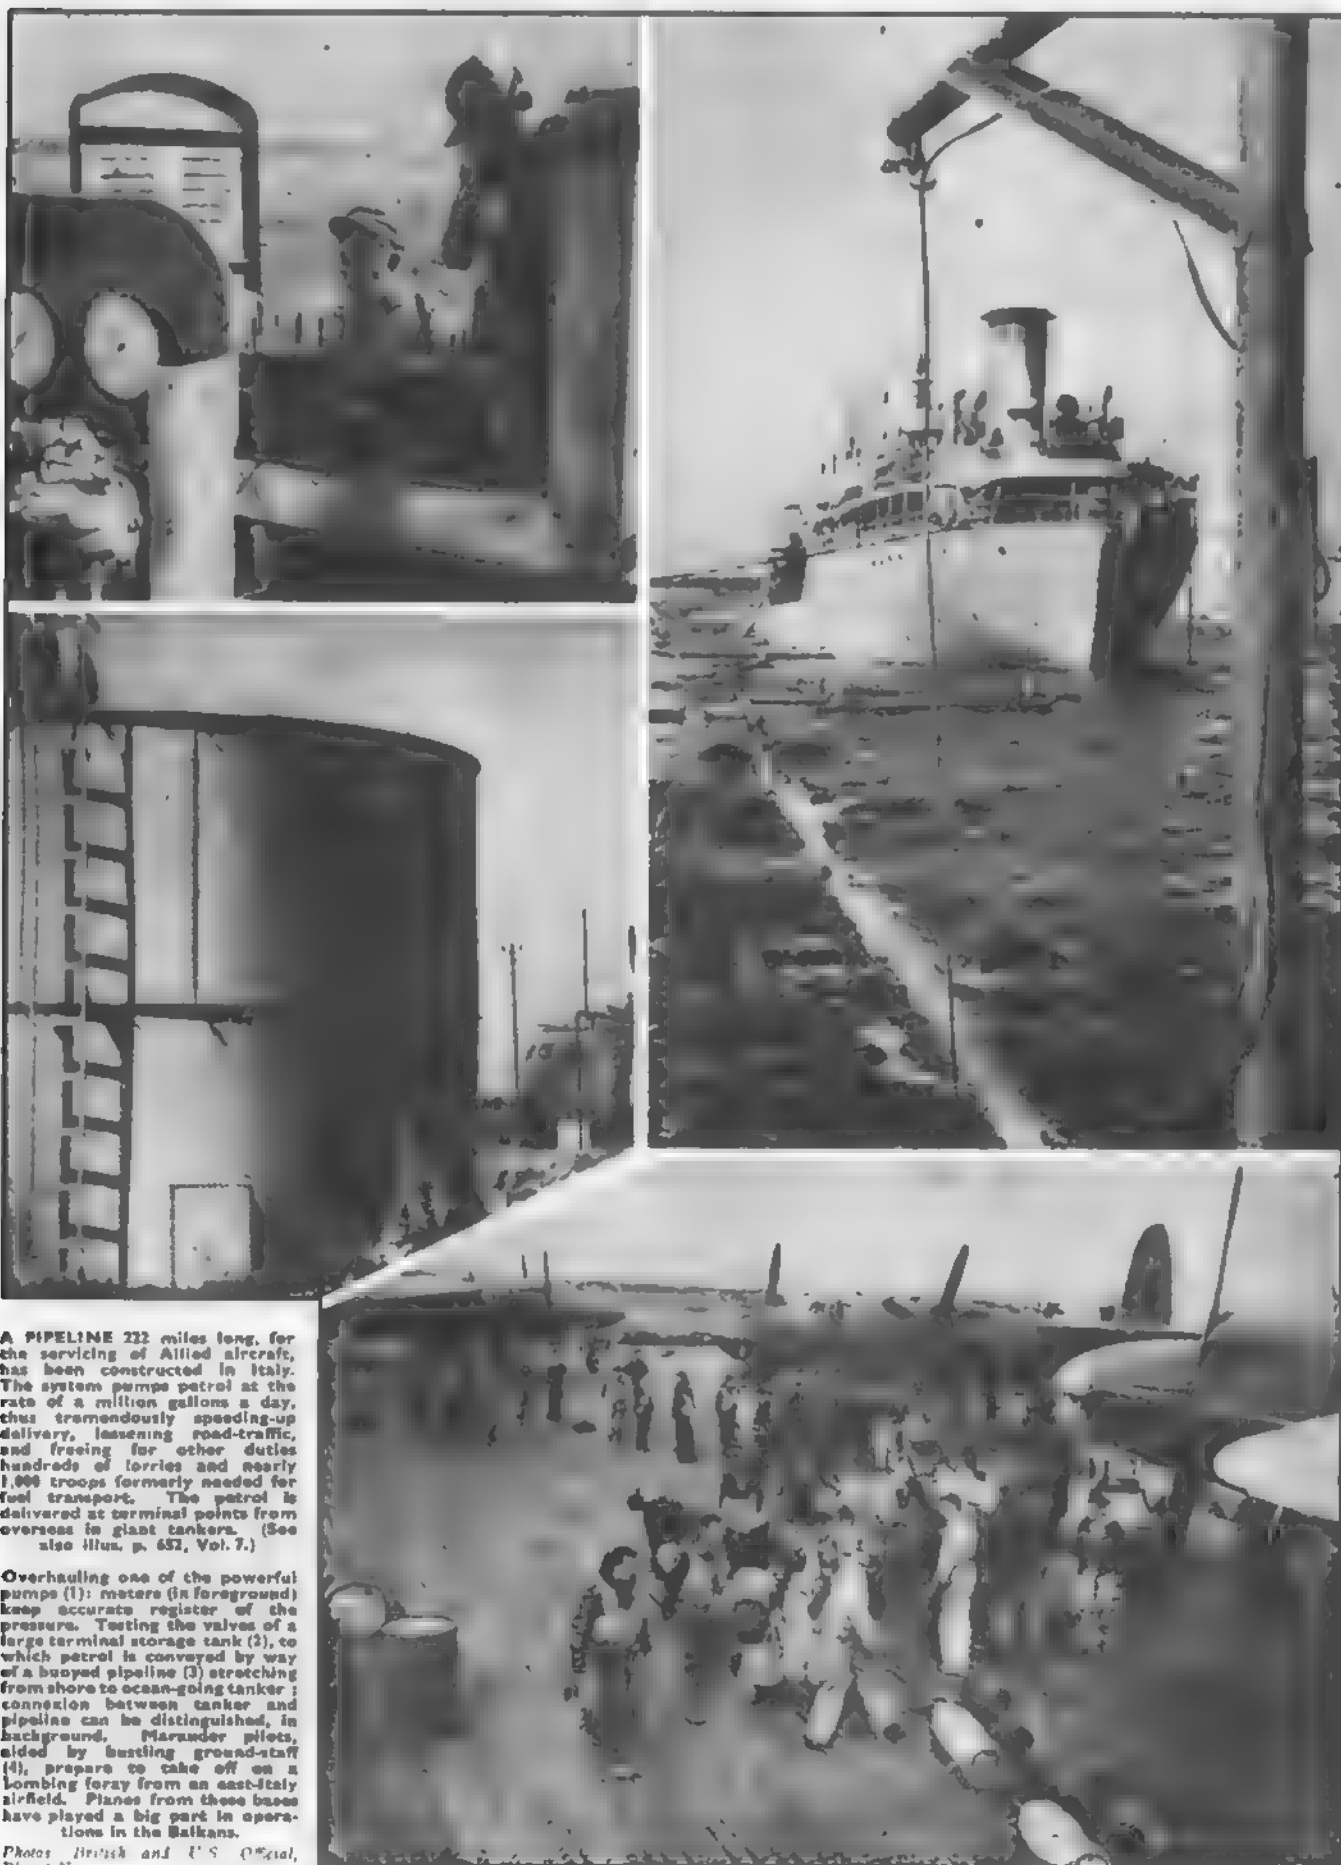 A PIPELINE 222 miles long, for
the servicing of Allied aircraft,
has been constructed in Italy.
The system pumps petrol at the
rate of a million gallons a day,
thus tremendously speeding-up
delivery, lessening road-traffic,
and freeing for other duties
hundreds of lorries and nearly
1,000 troops formerly needed for
fuel transport. The petrol is
delivered at terminal points from
overseas in giant tankers. (See
also illus. p. 652, Vol. 7.)
Overhauling one of the powerful
pumps (1): meters (in foreground)
keep accurate register of the
pressure. Testing the valves of a
large terminal storage tank (2), to
which petrol is conveyed by way
of a buoyed pipeline (3) stretching
from shore to ocean-going tanker ;
connexion between tanker and
pipeline can be distinguished, in
background. Marauder pilots,
aided by bustling ground-staff
(4), prepare to take off on a
bombing foray from an east-Italy
airfield. Planes from these bases
have played a big part in opera-
tions in the Balkans.
Photos British and U S Official,